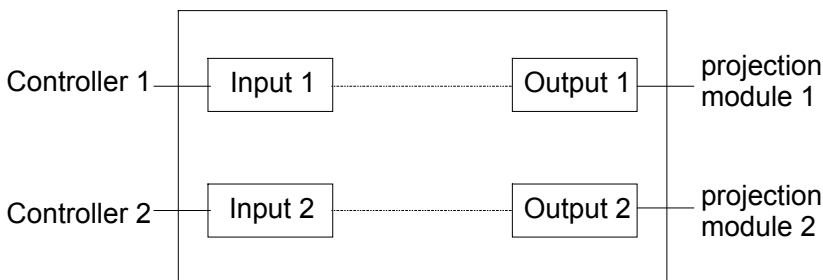 Controller 1
Input 1
Output 1
projection
module 1
Controller 2
Input 2
Output 2
projection
module 2